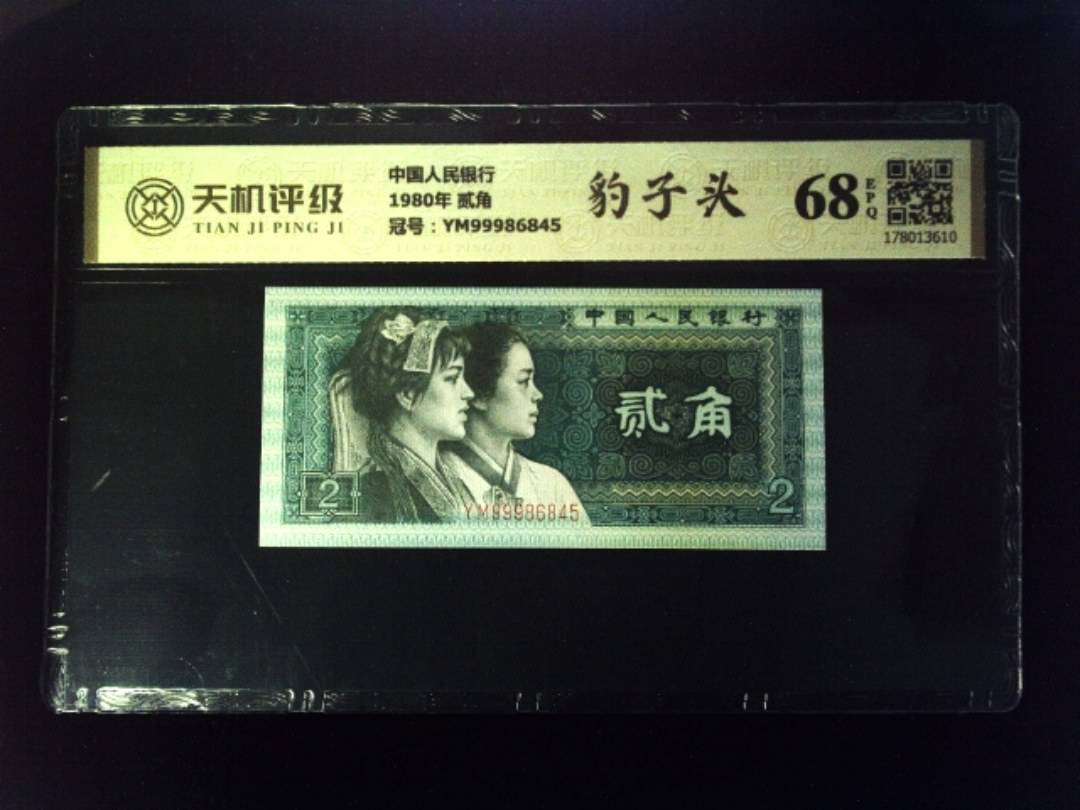 天机评级
TIAN JI PING JI
中国人民银行
1980年 贰角
冠号：YM99986845
豹子头
68
EPQ
178013610
中國人民银行
贰角
2
2
YM99986845